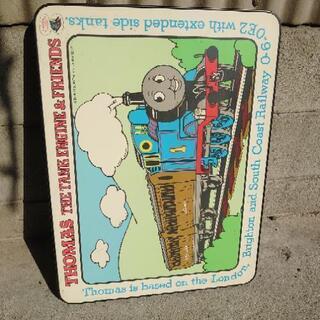 THOMAS THE TANK ENGINE & FRIENDS
Thomas is based on the London, Brighton and South Coast Railway 0-6-
0E2 with extended side tanks.
1